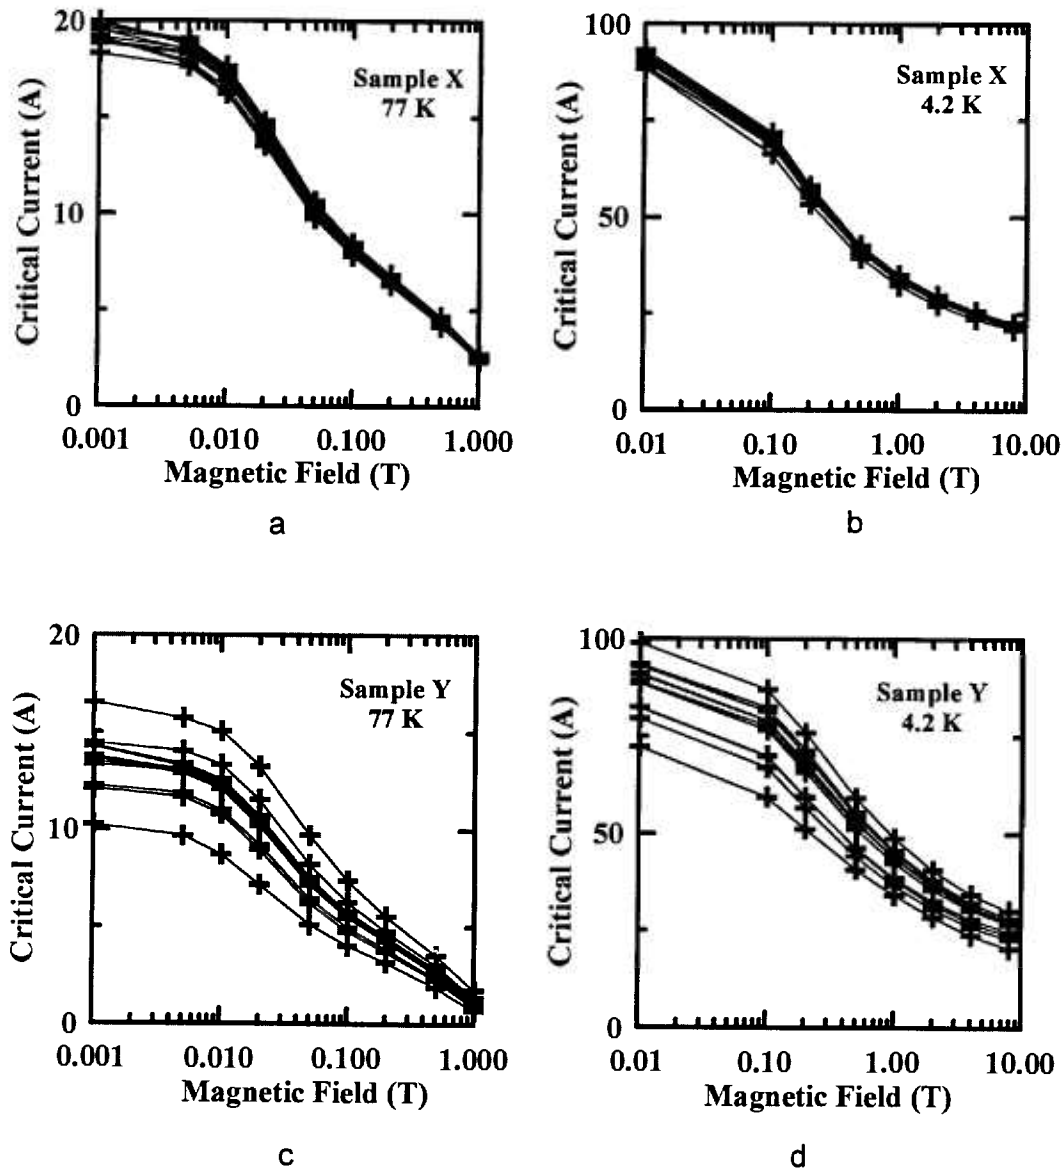 20
10
0
Critical Current (A)
Sample X
77 K
0.001 0.010 0.100 1.000
Magnetic Field (T)
a
100
50
0
Critical Current (A)
Sample X
4.2 K
0.01 0.10 1.00 10.00
Magnetic Field (T)
b
20
10
0
Critical Current (A)
Sample Y
77 K
0.001 0.010 0.100 1.000
Magnetic Field (T)
c
100
50
0
Critical Current (A)
Sample Y
4.2 K
0.01 0.10 1.00 10.00
Magnetic Field (T)
d